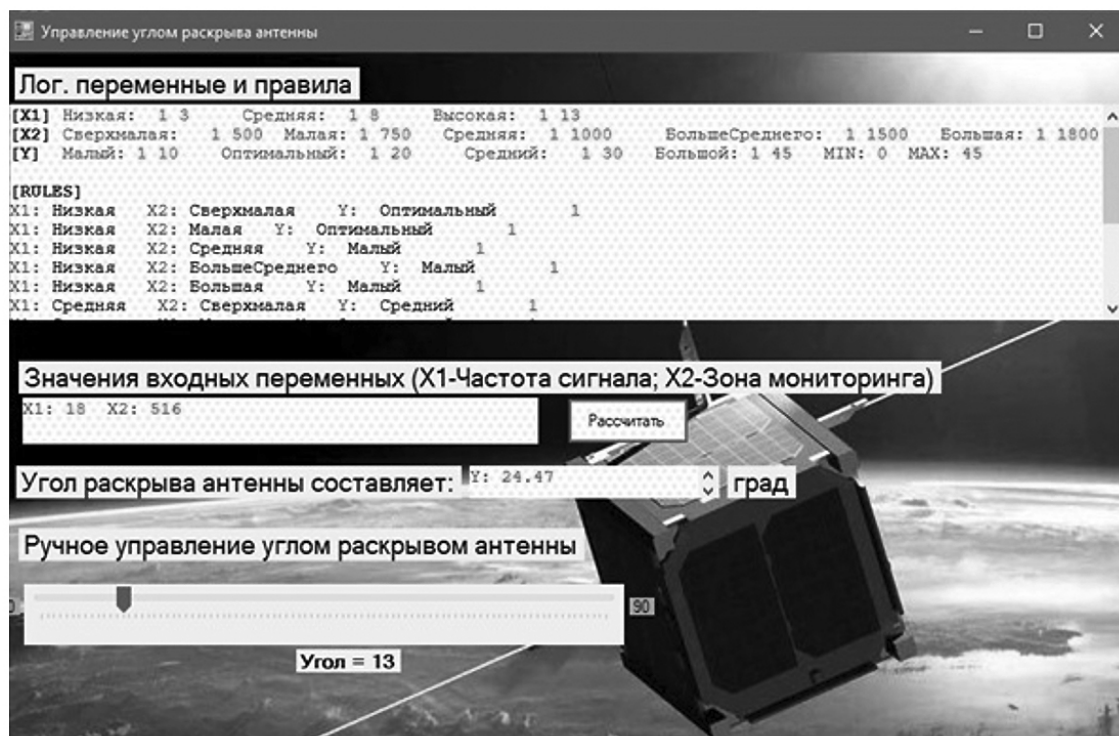 Управление углом раскрыва антенны
Лог. переменные и правила
[X1] Низкая: 1 3 Средняя: 1 8 Высокая: 1 13
[X2] Сверхмалая: 1 500 Малая: 1 750 Средняя: 1 1000 БольшеСреднего: 1 1500 Большая: 1 1800
[Y] Малый: 1 10 Оптимальный: 1 20 Средний: 1 30 Большой: 1 45 MIN: 0 MAX: 45
[RULES]
X1: Низкая X2: Сверхмалая Y: Оптимальный 1
X1: Низкая X2: Малая Y: Оптимальный 1
X1: Низкая X2: Средняя Y: Малый 1
X1: Низкая X2: БольшеСреднего Y: Малый 1
X1: Низкая X2: Большая Y: Малый 1
X1: Средняя X2: Сверхмалая Y: Средний 1
Значения входных переменных (X1-Частота сигнала; X2-Зона мониторинга)
X1: 18 X2: 516
Рассчитать
Угол раскрыва антенны составляет: Y: 24.47 град
Ручное управление углом раскрывом антенны
90
Угол = 13